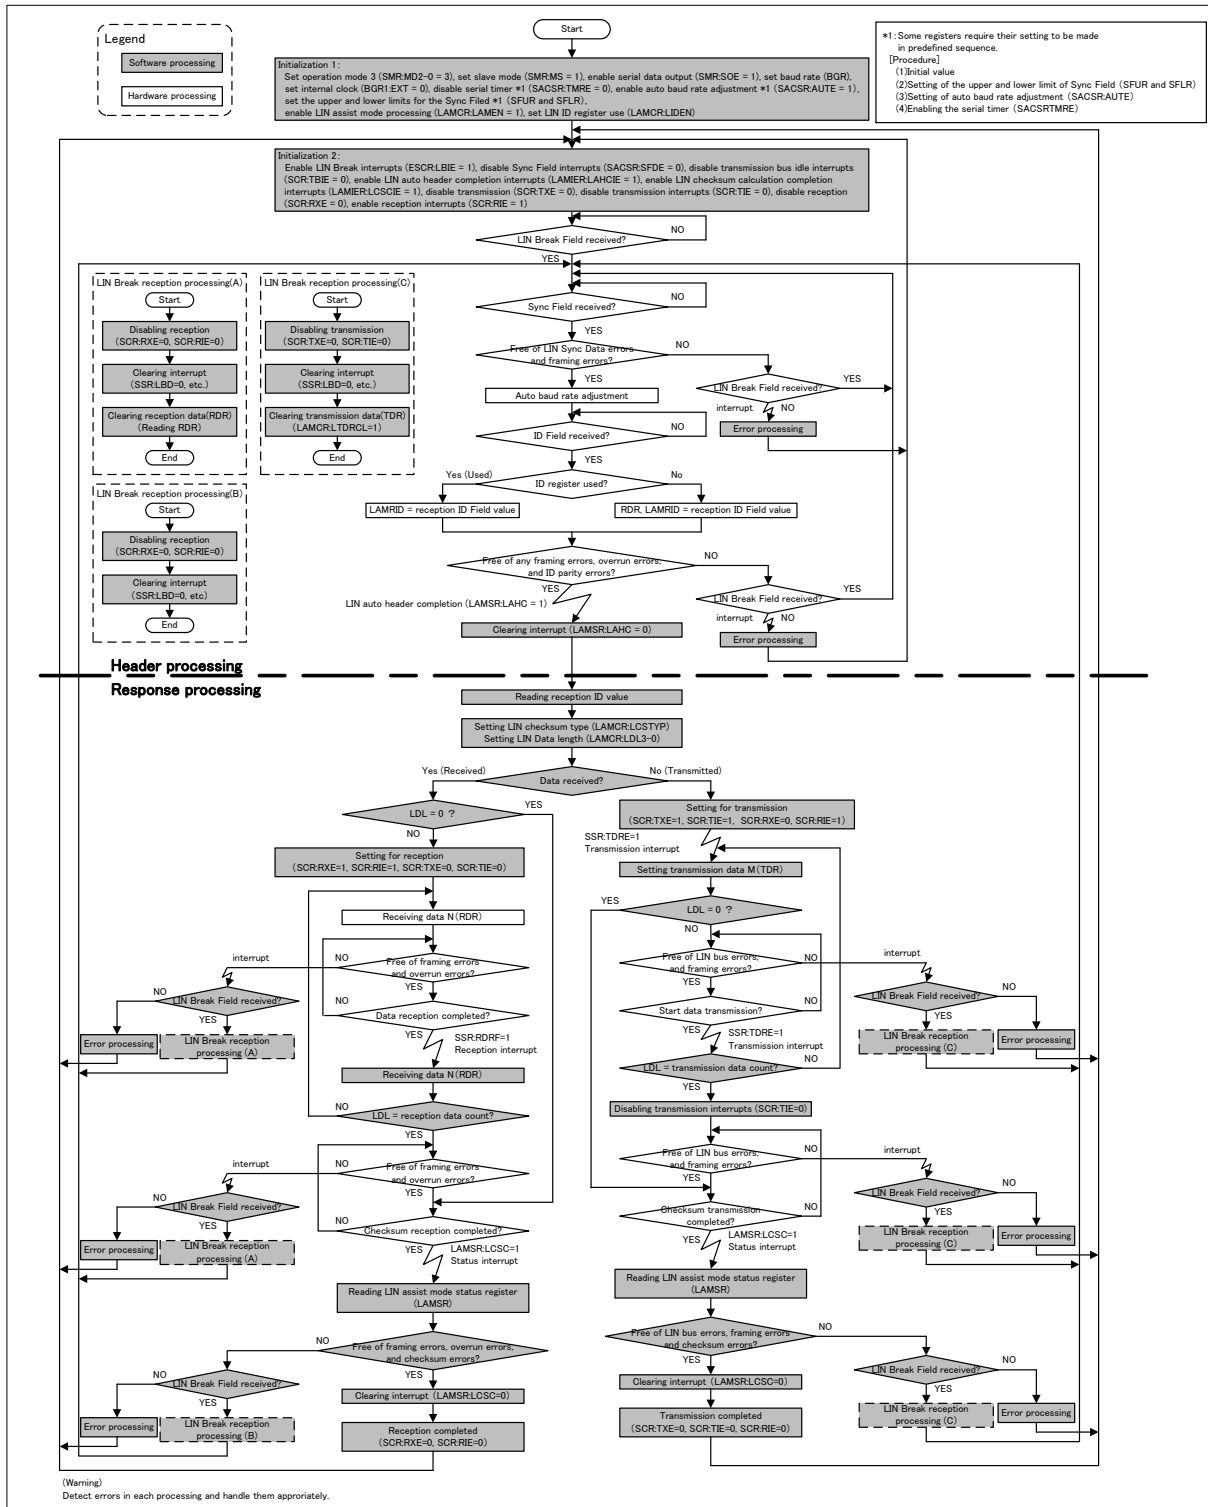 Legend
Software processing
Hardware processing
Start
*1: Some registers require their setting to be made
in predefined sequence.
[Procedure]
(1)Initial value
(2)Setting of the upper and lower limit of Sync Field (SFUR and SFLR)
(3)Setting of auto baud rate adjustment (SACSR:AUTE)
(4)Enabling the serial timer (SACSRTMRE)
Initialization 1:
Set operation mode 3 (SMR:MD2-0 = 3), set slave mode (SMR:MS = 1), enable serial data output (SMR:SOE = 1), set baud rate (BGR),
set internal clock (BGR1:EXT = 0), disable serial timer *1 (SACSR:TMRE = 0), enable auto baud rate adjustment *1 (SACSR:AUTE = 1),
set the upper and lower limits for the Sync Filed *1 (SFUR and SFLR),
enable LIN assist mode processing (LAMCR:LAMEN = 1), set LIN ID register use (LAMCR:LIDEN)
Initialization 2:
Enable LIN Break interrupts (ESCR:LBIE = 1), disable Sync Field interrupts (SACSR:SFDE = 0), disable transmission bus idle interrupts
(SCR:TBIE = 0), enable LIN auto header completion interrupts (LAMIER:LAHCIE = 1), enable LIN checksum calculation completion
interrupts (LAMIER:LCSCIE = 1), disable transmission (SCR:TXE = 0), disable transmission interrupts (SCR:TIE = 0), disable reception
(SCR:RXE = 0), enable reception interrupts (SCR:RIE = 1)
LIN Break Field received?
NO
YES
LIN Break reception processing(A)
Start
Disabling reception
(SCR:RXE=0, SCR:RIE=0)
Clearing interrupt
(SSR:LBD=0, etc.)
Clearing reception data(RDR)
(Reading RDR)
End
LIN Break reception processing(C)
Start
Disabling transmission
(SCR:TXE=0, SCR:TIE=0)
Clearing interrupt
(SSR:LBD=0, etc.)
Clearing transmission data(TDR)
(LAMCR:LTDRCL=1)
End
LIN Break reception processing(B)
Start
Disabling reception
(SCR:RXE=0, SCR:RIE=0)
Clearing interrupt
(SSR:LBD=0, etc)
End
Sync Field received?
NO
YES
Free of LIN Sync Data errors
and framing errors?
NO
YES
LIN Break Field received?
YES
interrupt
NO
Error processing
Auto baud rate adjustment
ID Field received?
NO
YES
Yes (Used)
ID register used?
No
LAMRID = reception ID Field value
RDR, LAMRID = reception ID Field value
Free of any framing errors, overrun errors,
and ID parity errors?
NO
YES
LIN Break Field received?
YES
interrupt
NO
Error processing
LIN auto header completion (LAMSR:LAHC = 1)
Clearing interrupt (LAMSR:LAHC = 0)
Header processing
Response processing
Reading reception ID value
Setting LIN checksum type (LAMCR:LCSTYP)
Setting LIN Data length (LAMCR:LDL3-0)
Yes (Received)
Data received?
No (Transmitted)
LDL = 0 ?
YES
NO
Setting for reception
(SCR:RXE=1, SCR:RIE=1, SCR:TXE=0, SCR:TIE=0)
Receiving data N(RDR)
Free of framing errors
and overrun errors?
NO
interrupt
YES
LIN Break Field received?
NO
YES
Error processing
LIN Break reception
processing (A)
Data reception completed?
NO
YES
SSR:RDRF=1
Reception interrupt
Receiving data N(RDR)
LDL = reception data count?
NO
YES
Free of framing errors
and overrun errors?
NO
interrupt
YES
LIN Break Field received?
NO
YES
Error processing
LIN Break reception
processing (A)
Checksum reception completed?
NO
YES
LAMSR:LCSC=1
Status interrupt
Reading LIN assist mode status register
(LAMSR)
Free of framing errors, overrun errors,
and checksum errors?
NO
YES
LIN Break Field received?
NO
YES
Error processing
LIN Break reception
processing (B)
Clearing interrupt (LAMSR:LCSC=0)
Reception completed
(SCR:RXE=0, SCR:RIE=0)
Setting for transmission
(SCR:TXE=1, SCR:TIE=1, SCR:RXE=0, SCR:RIE=1)
SSR:TDRE=1
Transmission interrupt
Setting transmission data M(TDR)
LDL = 0 ?
YES
NO
Free of LIN bus errors,
and framing errors?
NO
interrupt
YES
LIN Break Field received?
NO
YES
LIN Break reception
processing (C)
Error processing
Start data transmission?
NO
YES
SSR:TDRE=1
Transmission interrupt
LDL = transmission data count?
NO
YES
Disabling transmission interrupts (SCR:TIE=0)
Free of LIN bus errors,
and framing errors?
NO
interrupt
YES
LIN Break Field received?
NO
YES
LIN Break reception
processing (C)
Error processing
Checksum transmission
completed?
NO
YES
LAMSR:LCSC=1
Status interrupt
Reading LIN assist mode status register
(LAMSR)
Free of LIN bus errors, framing errors
and checksum errors?
NO
YES
LIN Break Field received?
NO
YES
LIN Break reception
processing (C)
Error processing
Clearing interrupt (LAMSR:LCSC=0)
Transmission completed
(SCR:TXE=0, SCR:TIE=0, SCR:RIE=0)
(Warning)
Detect errors in each processing and handle them approriately.